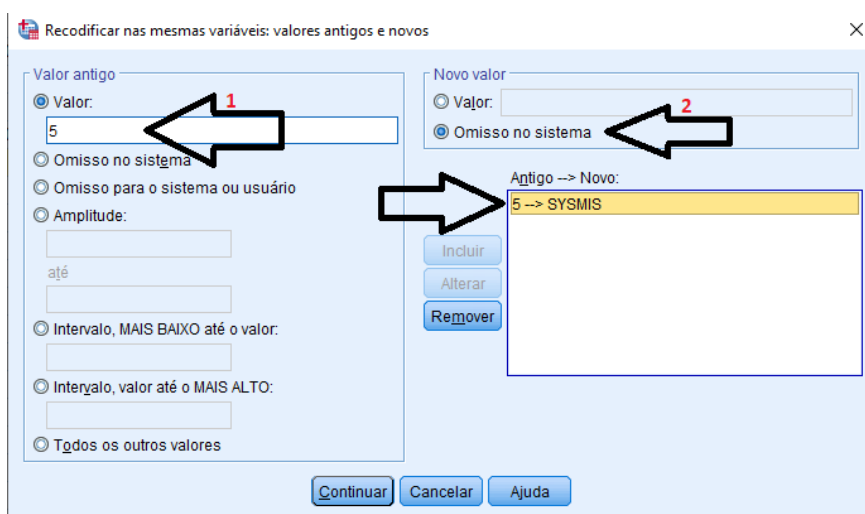 Recodificar nas mesmas variáveis: valores antigos e novos
Valor antigo
Valor:
1
5
Omisso no sistema
Omisso para o sistema ou usuário
Amplitude:
até
Intervalo, MAIS BAIXO até o valor:
Intervalo, valor até o MAIS ALTO:
Todos os outros valores
Novo valor
Valor:
2
Omisso no sistema
Antigo --> Novo:
5 --> SYSMIS
Incluir
Alterar
Remover
Continuar
Cancelar
Ajuda